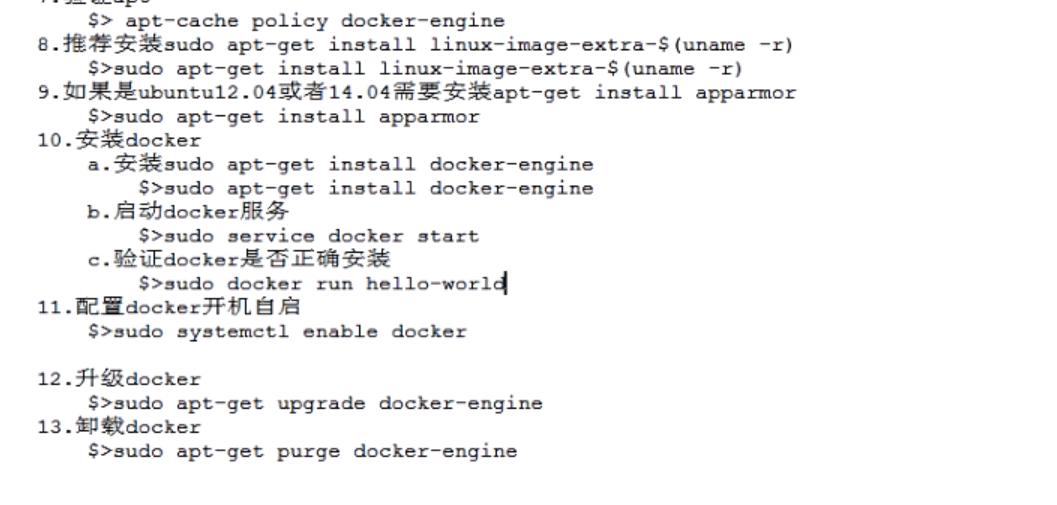 7.验证apt
$> apt-cache policy docker-engine
8.推荐安装sudo apt-get install linux-image-extra-$(uname -r)
$>sudo apt-get install linux-image-extra-$(uname -r)
9.如果是ubuntu12.04或者14.04需要安装apt-get install apparmor
$>sudo apt-get install apparmor
10.安装docker
a.安装sudo apt-get install docker-engine
$>sudo apt-get install docker-engine
b.启动docker服务
$>sudo service docker start
c.验证docker是否正确安装
$>sudo docker run hello-world
11.配置docker开机自启
$>sudo systemctl enable docker
12.升级docker
$>sudo apt-get upgrade docker-engine
13.卸载docker
$>sudo apt-get purge docker-engine